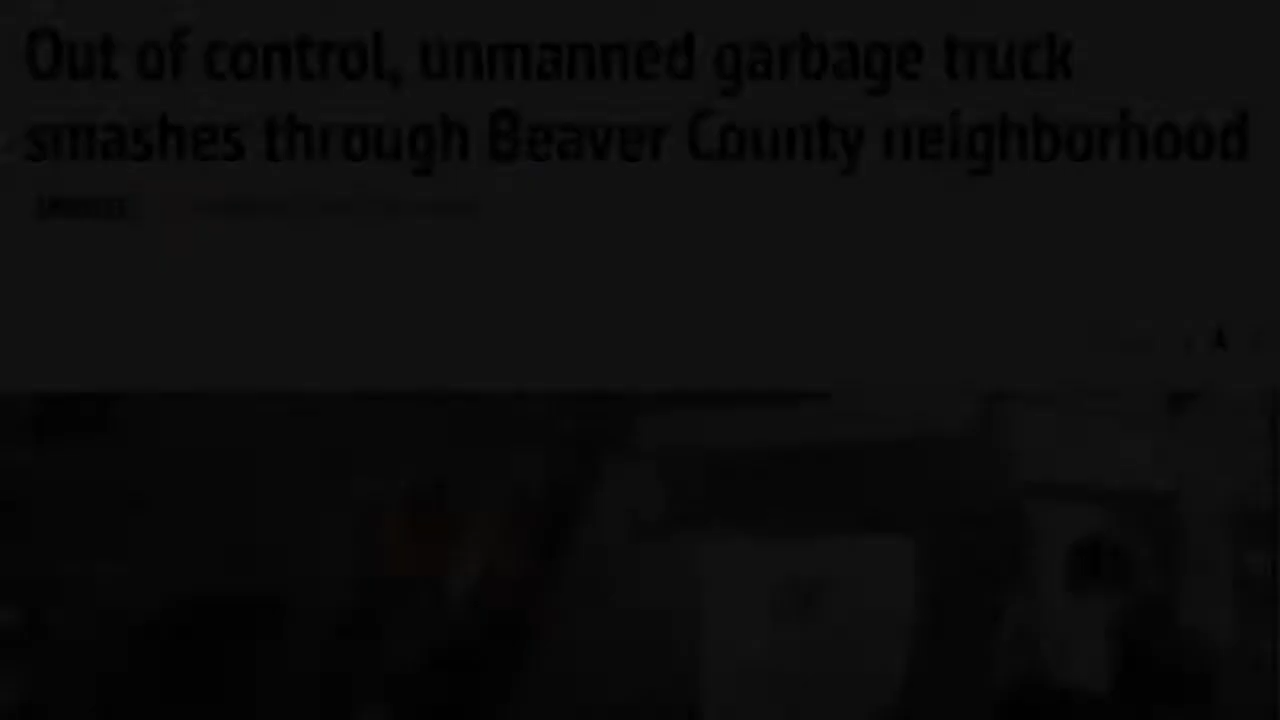 Out of control, unmanned garbage truck
smashes through Beaver County neighborhood